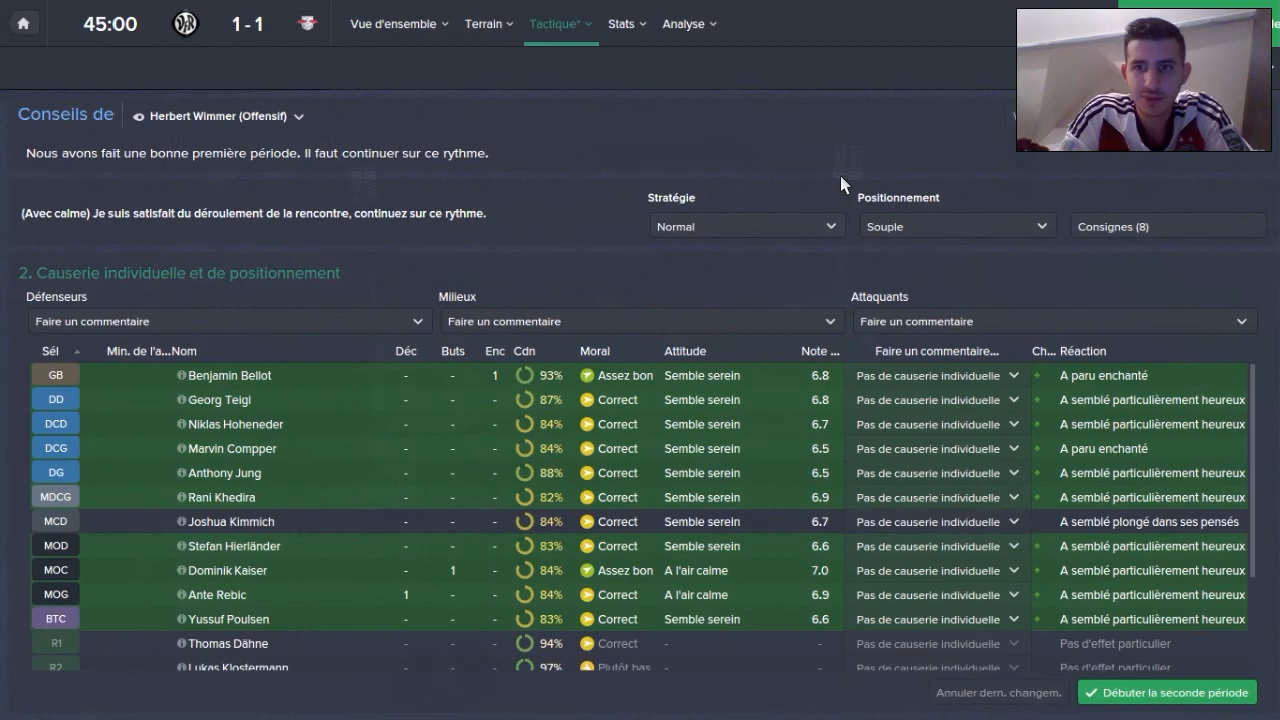 45:00 1 - 1 Vue d'ensemble Terrain Tactique* Stats Analyse
Conseils de Herbert Wimmer (Offensif)
Nous avons fait une bonne première période. Il faut continuer sur ce rythme.
Stratégie Positionnement
(Avec calme) Je suis satisfait du déroulement de la rencontre, continuez sur ce rythme. Normal Souple Consignes (8)
2. Causerie individuelle et de positionnement
Défenseurs Milieux Attaquants
Faire un commentaire Faire un commentaire Faire un commentaire
Sél Min. de l'a...Nom Déc Buts Enc Cdn Moral Attitude Note ... Faire un commentaire... Ch... Réaction
GB Benjamin Bellot - - 1 93% Assez bon Semble serein 6.8 Pas de causerie individuelle A paru enchanté
DD Georg Teigl - - - 87% Correct Semble serein 6.8 Pas de causerie individuelle A semblé particulièrement heureux
DCD Niklas Hoheneder - - - 84% Correct Semble serein 6.7 Pas de causerie individuelle A semblé particulièrement heureux
DCG Marvin Compper - - - 84% Correct Semble serein 6.5 Pas de causerie individuelle A paru enchanté
DG Anthony Jung - - - 88% Correct Semble serein 6.5 Pas de causerie individuelle A semblé particulièrement heureux
MDCG Rani Khedira - - - 82% Correct Semble serein 6.9 Pas de causerie individuelle A semblé particulièrement heureux
MCD Joshua Kimmich - - - 84% Correct Semble serein 6.7 Pas de causerie individuelle A semblé plongé dans ses pensés
MOD Stefan Hierländer - - - 83% Correct Semble serein 6.6 Pas de causerie individuelle A semblé particulièrement heureux
MOC Dominik Kaiser - 1 - 84% Assez bon A l'air calme 7.0 Pas de causerie individuelle A semblé particulièrement heureux
MOG Ante Rebic 1 - - 84% Correct A l'air calme 6.9 Pas de causerie individuelle A semblé particulièrement heureux
BTC Yussuf Poulsen - - - 83% Correct Semble serein 6.6 Pas de causerie individuelle A semblé particulièrement heureux
R1 Thomas Dähne - - - 94% Correct - - Pas de causerie individuelle Pas d'effet particulier
R2 Lukas Klostermann - - - 97% Plutôt bas - - Pas de causerie individuelle Pas d'effet particulier
Annuler dern. changem. Débuter la seconde période